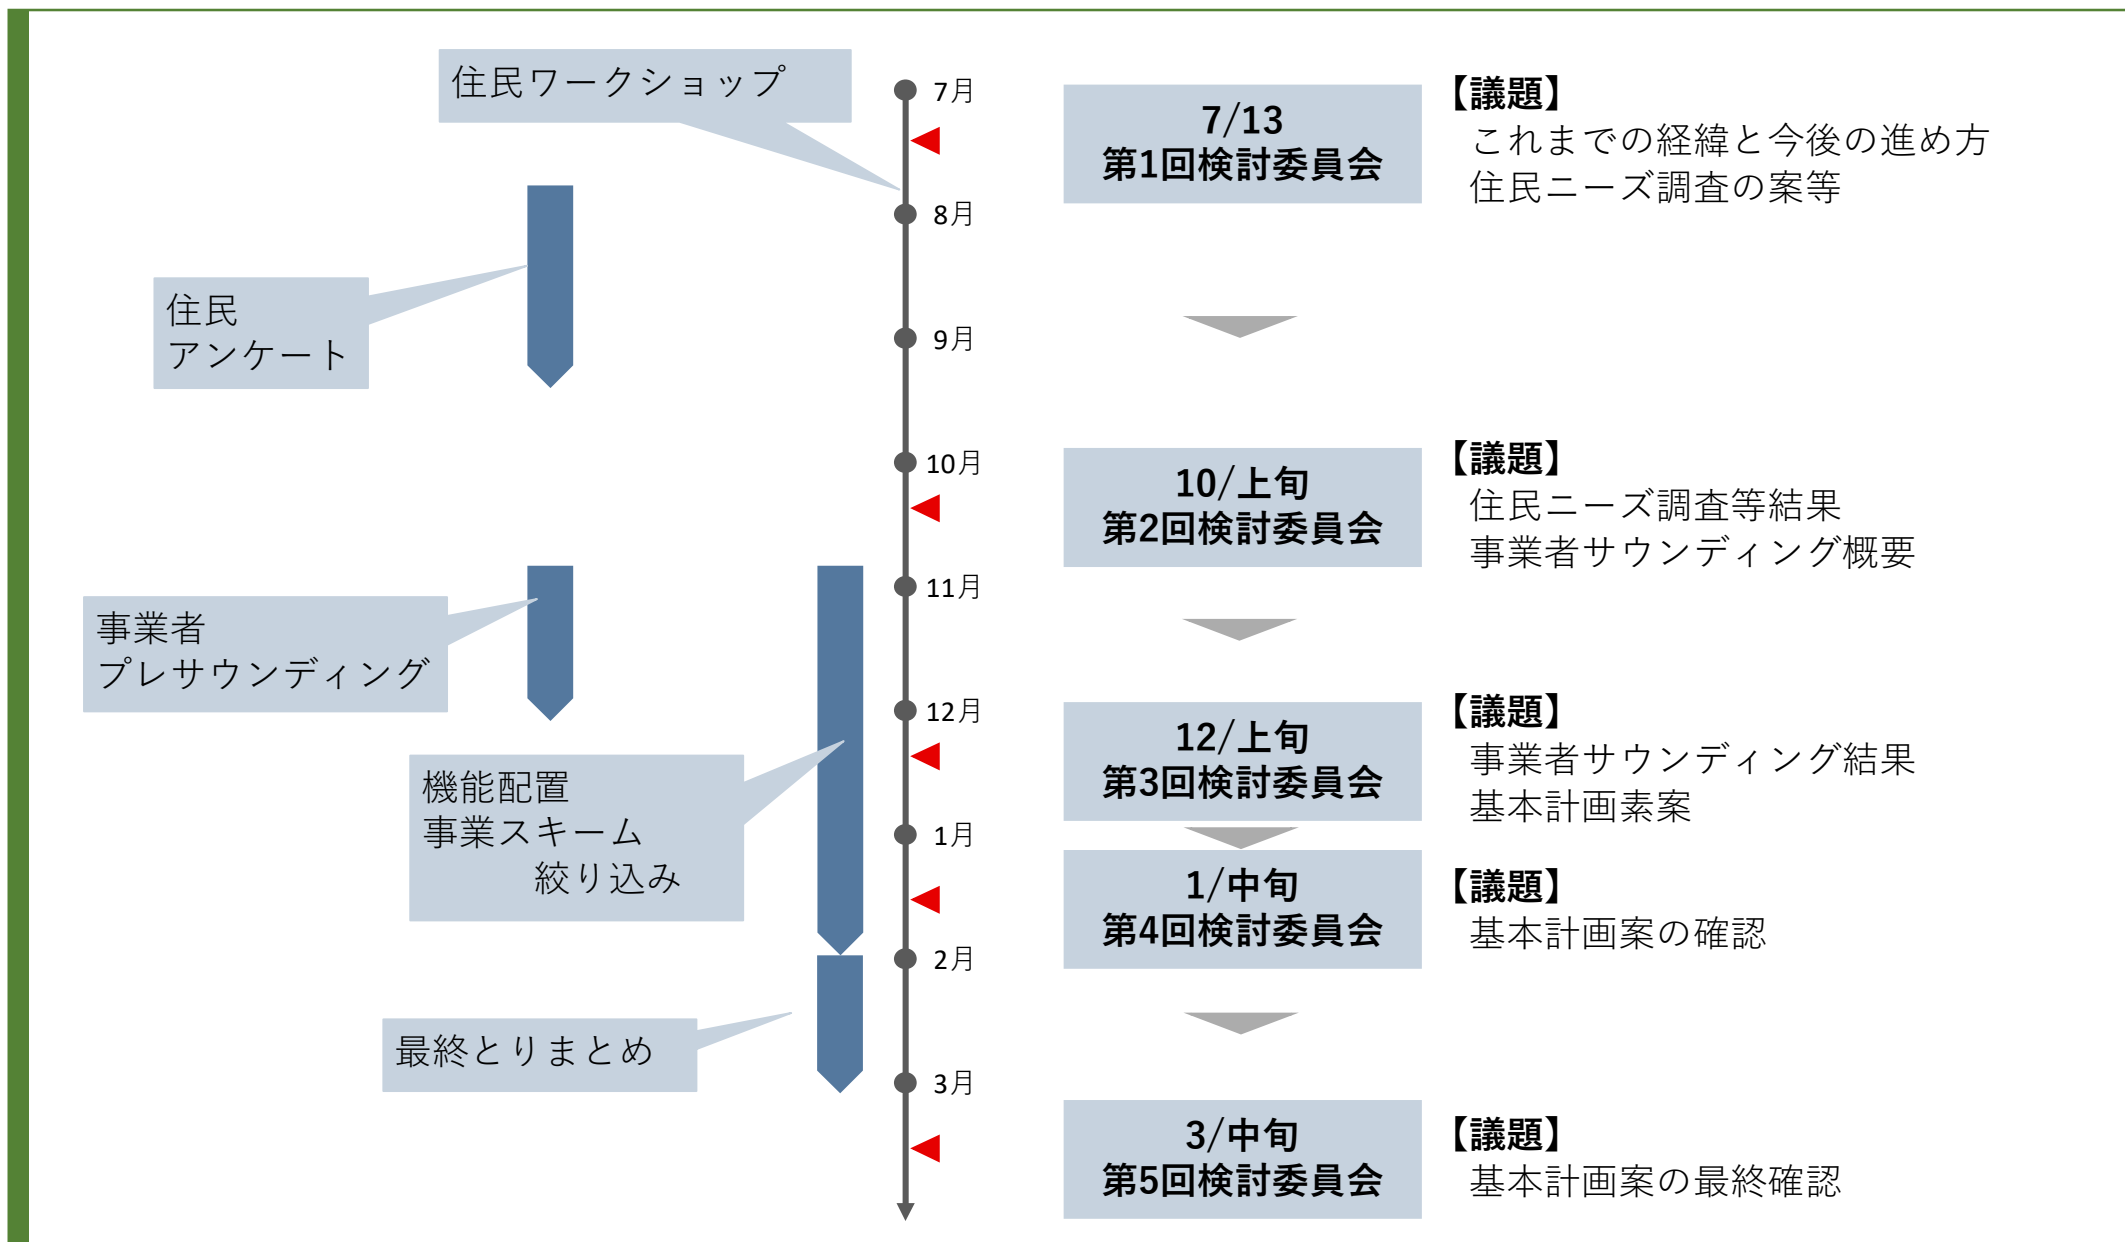 住民ワークショップ
住民
アンケート
事業者
プレサウンディング
機能配置
事業スキーム
絞り込み
最終とりまとめ
7月
8月
9月
10月
11月
12月
1月
2月
3月
7/13
第1回検討委員会
【議題】
これまでの経緯と今後の進め方
住民ニーズ調査の案等
10/上旬
第2回検討委員会
【議題】
住民ニーズ調査等結果
事業者サウンディング概要
12/上旬
第3回検討委員会
【議題】
事業者サウンディング結果
基本計画素案
1/中旬
第4回検討委員会
【議題】
基本計画案の確認
3/中旬
第5回検討委員会
【議題】
基本計画案の最終確認